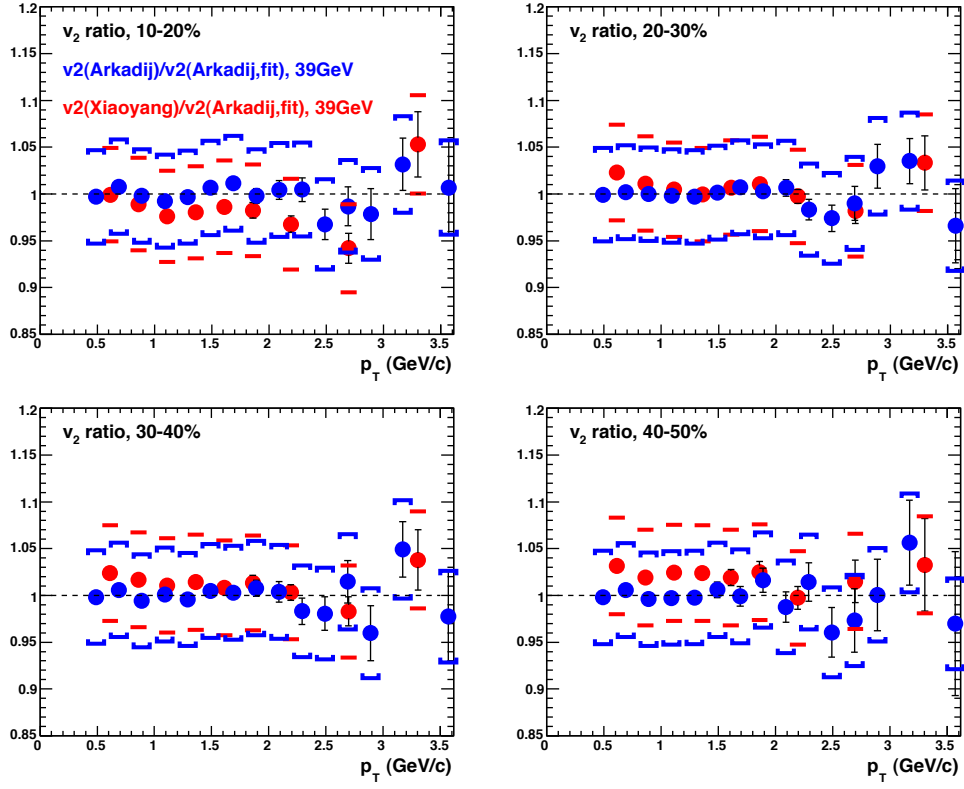 v2 ratio, 10-20%
v2(Arkadij)/v2(Arkadij,fit), 39GeV
v2(Xiaoyang)/v2(Arkadij,fit), 39GeV
1.2
1.15
1.1
1.05
1
0.95
0.9
0.85
0 0.5 1 1.5 2 2.5 3 3.5
pT (GeV/c)
v2 ratio, 20-30%
1.2
1.15
1.1
1.05
1
0.95
0.9
0.85
0 0.5 1 1.5 2 2.5 3 3.5
pT (GeV/c)
v2 ratio, 30-40%
1.2
1.15
1.1
1.05
1
0.95
0.9
0.85
0 0.5 1 1.5 2 2.5 3 3.5
pT (GeV/c)
v2 ratio, 40-50%
1.2
1.15
1.1
1.05
1
0.95
0.9
0.85
0 0.5 1 1.5 2 2.5 3 3.5
pT (GeV/c)